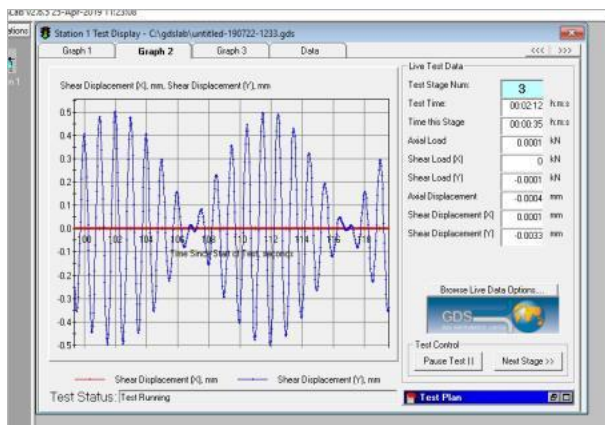 Lab v2.8.5 25-Apr-2019 11:23:08
Station 1 Test Display - C:\gdslab\untitled-190722-1233.gds
Graph 1
Graph 2
Graph 3
Data
<<<
>>>
Shear Displacement (X), mm, Shear Displacement (Y), mm
0.5
0.4
0.3
0.2
0.1
0.0
-0.1
-0.2
-0.3
-0.4
-0.5
100 102 104 106 108 110 112 114 116 118
Time Since Start of Test, seconds
Shear Displacement (X), mm
Shear Displacement (Y), mm
Test Status: Test Running
Live Test Data
Test Stage Num: 3
Test Time: 00:02:12 h:m:s
Time this Stage 00:00:35 h:m:s
Axial Load 0.0001 kN
Shear Load (X) 0 kN
Shear Load (Y) -0.0001 kN
Axial Displacement -0.0004 mm
Shear Displacement (X) 0.0001 mm
Shear Displacement (Y) -0.0033 mm
Browse Live Data Options...
GDS
Test Control
Pause Test ||
Next Stage >>
Test Plan